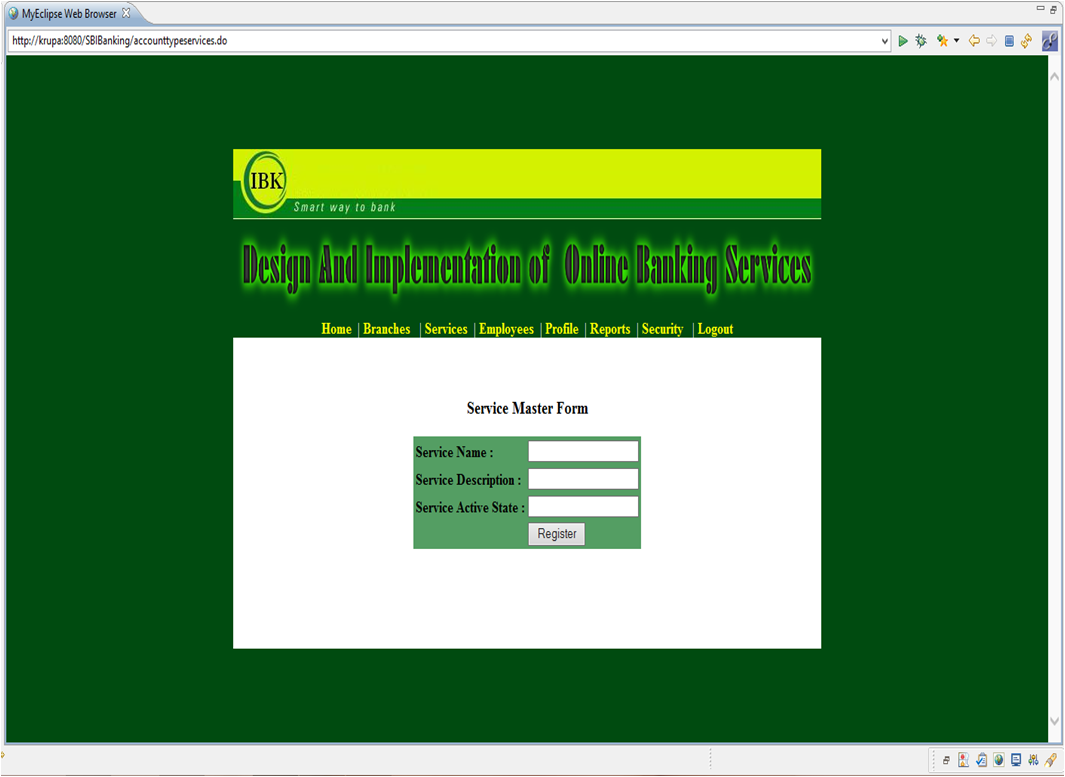 MyEclipse Web Browser
http://krupa:8080/SBIBanking/accounttypeservices.do
IBK
Smart way to bank
Design And Implementation of Online Banking Services
Home | Branches | Services | Employees | Profile | Reports | Security | Logout
Service Master Form
Service Name :
Service Description :
Service Active State :
Register